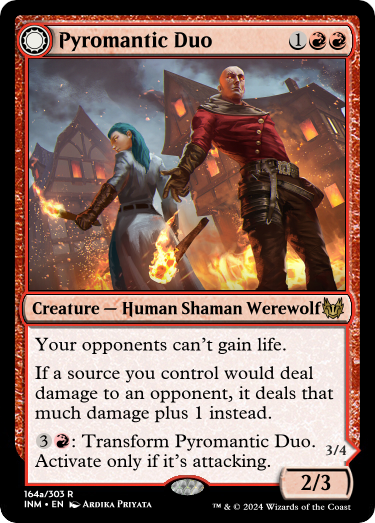 Pyromantic Duo 1
Creature — Human Shaman Werewolf
Your opponents can't gain life.
If a source you control would deal
damage to an opponent, it deals that
much damage plus 1 instead.
3: Transform Pyromantic Duo.
Activate only if it's attacking.
3/4
2/3
164a/303 R
INM • EN Ardika Priyata
™ & © 2024 Wizards of the Coast